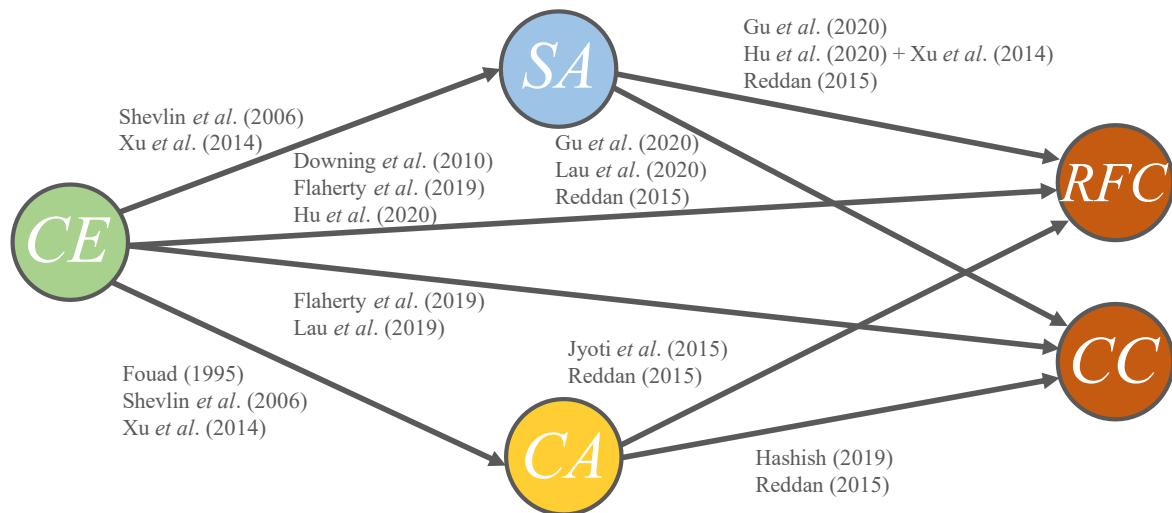 SA
Gu et al. (2020)
Hu et al. (2020) + Xu et al. (2014)
Reddan (2015)
Shevlin et al. (2006)
Xu et al. (2014)
Downing et al. (2010)
Flaherty et al. (2019)
Hu et al. (2020)
Gu et al. (2020)
Lau et al. (2020)
Reddan (2015)
RFC
CE
Flaherty et al. (2019)
Lau et al. (2019)
Jyoti et al. (2015)
Reddan (2015)
CC
Fouad (1995)
Shevlin et al. (2006)
Xu et al. (2014)
CA
Hashish (2019)
Reddan (2015)